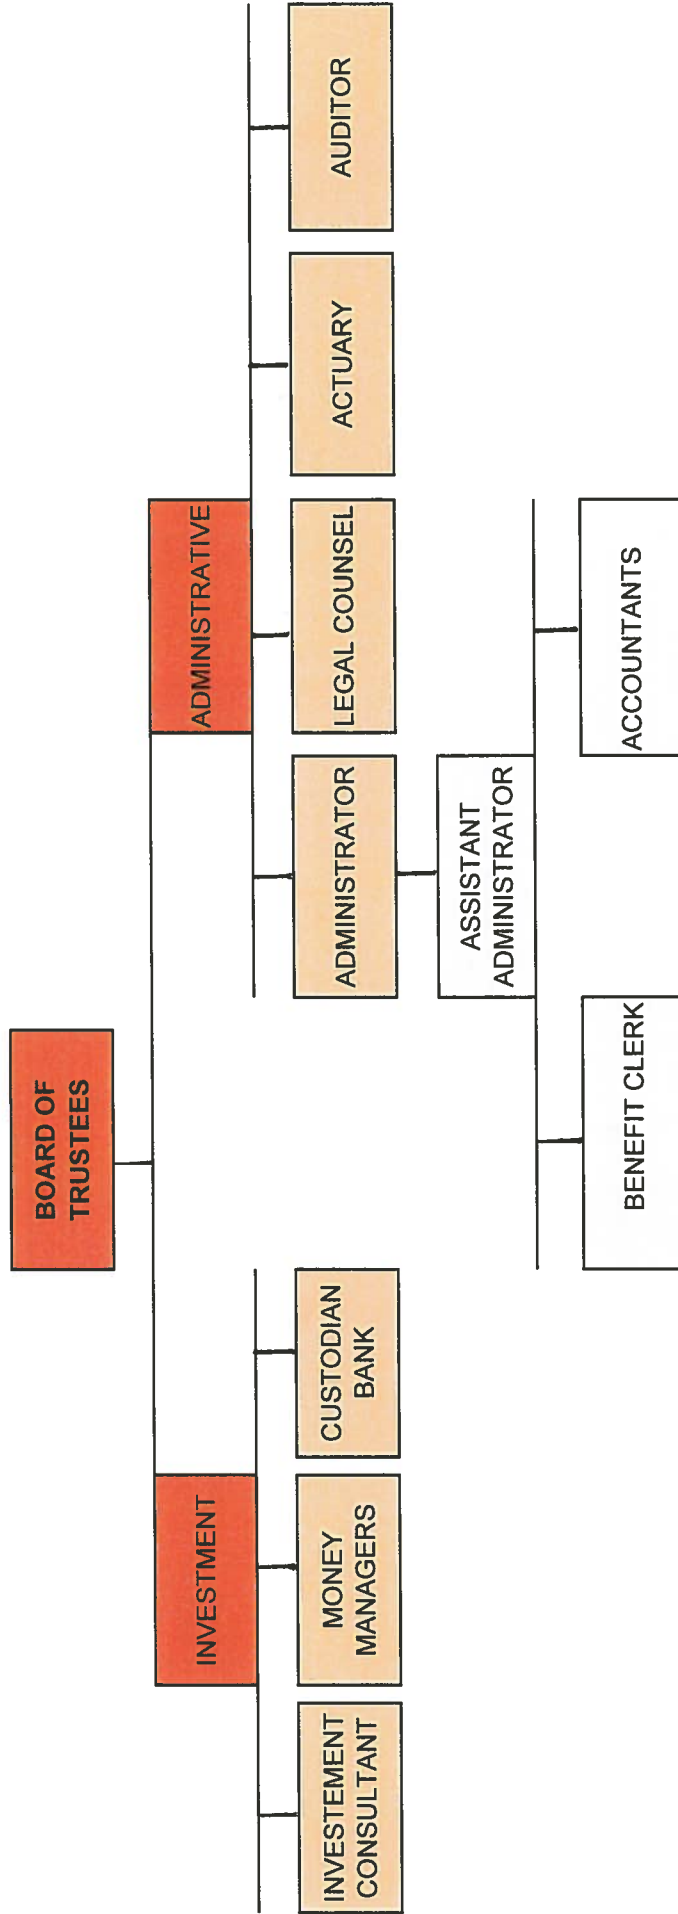 BOARD OF
TRUSTEES
INVESTMENT
ADMINISTRATIVE
INVESTEMENT
CONSULTANT
MONEY
MANAGERS
CUSTODIAN
BANK
ADMINISTRATOR
LEGAL COUNSEL
ACTUARY
AUDITOR
ASSISTANT
ADMINISTRATOR
BENEFIT CLERK
ACCOUNTANTS